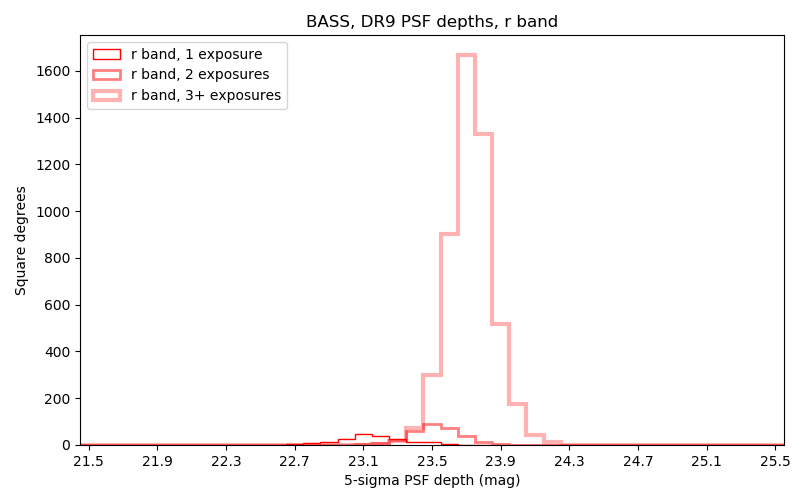 BASS, DR9 PSF depths, r band
r band, 1 exposure
r band, 2 exposures
r band, 3+ exposures
Square degrees
1600
1400
1200
1000
800
600
400
200
0
21.5 21.9 22.3 22.7 23.1 23.5 23.9 24.3 24.7 25.1 25.5
5-sigma PSF depth (mag)